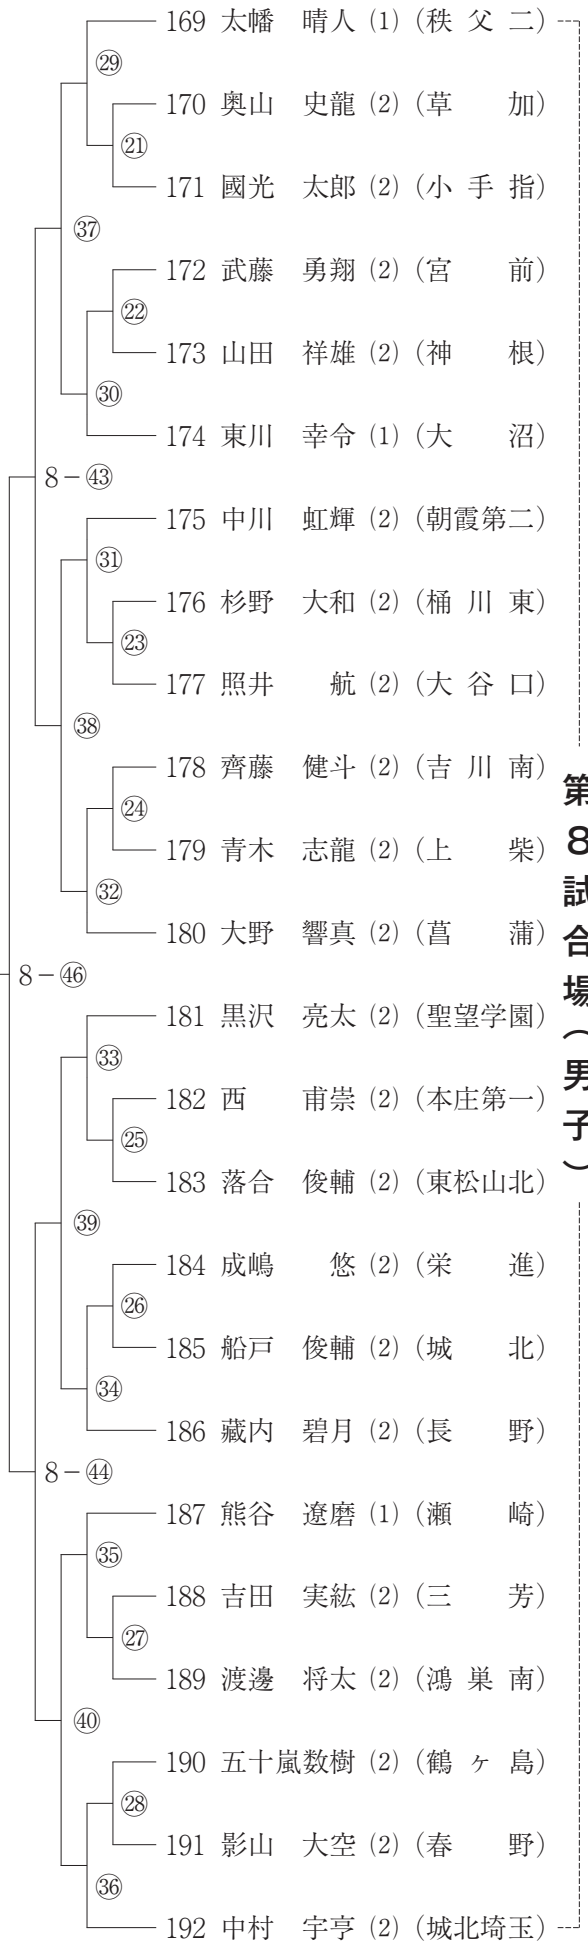 169 太幡 晴人 (1) (秩父二)
㉙
170 奥山 史龍 (2) (草加)
㉑
171 國光 太郎 (2) (小手指)
㊲
172 武藤 勇翔 (2) (宮前)
㉒
173 山田 祥雄 (2) (神根)
㉚
174 東川 幸令 (1) (大沼)
8-㊸
175 中川 虹輝 (2) (朝霞第二)
㉛
176 杉野 大和 (2) (桶川東)
㉓
177 照井 航 (2) (大谷口)
㊳
178 齊藤 健斗 (2) (吉川南)
㉔
179 青木 志龍 (2) (上柴)
㉜
180 大野 響真 (2) (菖蒲)
8-㊻
181 黒沢 亮太 (2) (聖望学園)
㉝
182 西 甫崇 (2) (本庄第一)
㉕
183 落合 俊輔 (2) (東松山北)
㊴
184 成嶋 悠 (2) (栄進)
㉖
185 船戸 俊輔 (2) (城北)
㉞
186 藏内 碧月 (2) (長野)
8-㊹
187 熊谷 遼磨 (1) (瀬崎)
㉟
188 吉田 実紘 (2) (三芳)
㉗
189 渡邊 将太 (2) (鴻巣南)
㊵
190 五十嵐数樹 (2) (鶴ヶ島)
㉘
191 影山 大空 (2) (春野)
㊱
192 中村 宇亨 (2) (城北埼玉)
第8試合場(男子)